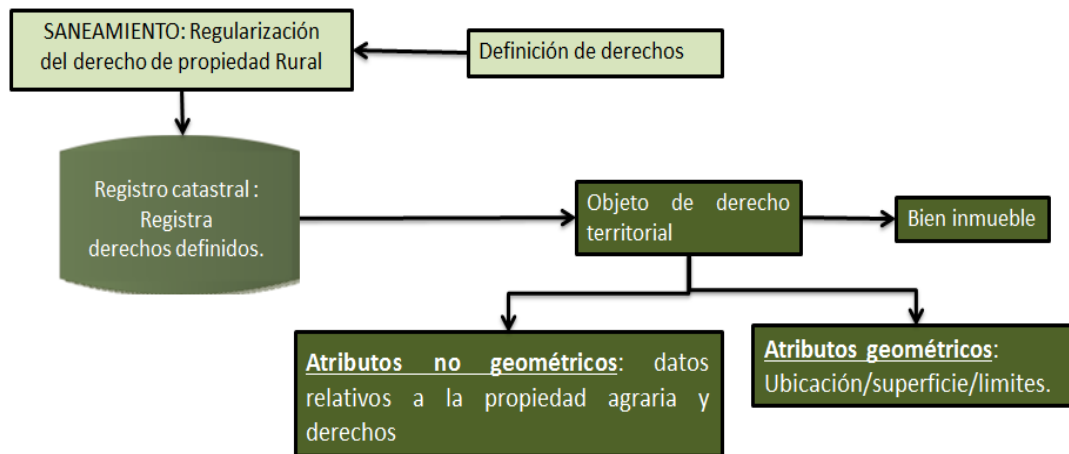 SANEAMIENTO: Regularización
del derecho de propiedad Rural
Definición de derechos
Registro catastral :
Registra
derechos definidos.
Objeto de derecho
territorial
Bien inmueble
Atributos no geométricos: datos
relativos a la propiedad agraria y
derechos
Atributos geométricos:
Ubicación/superficie/limites.